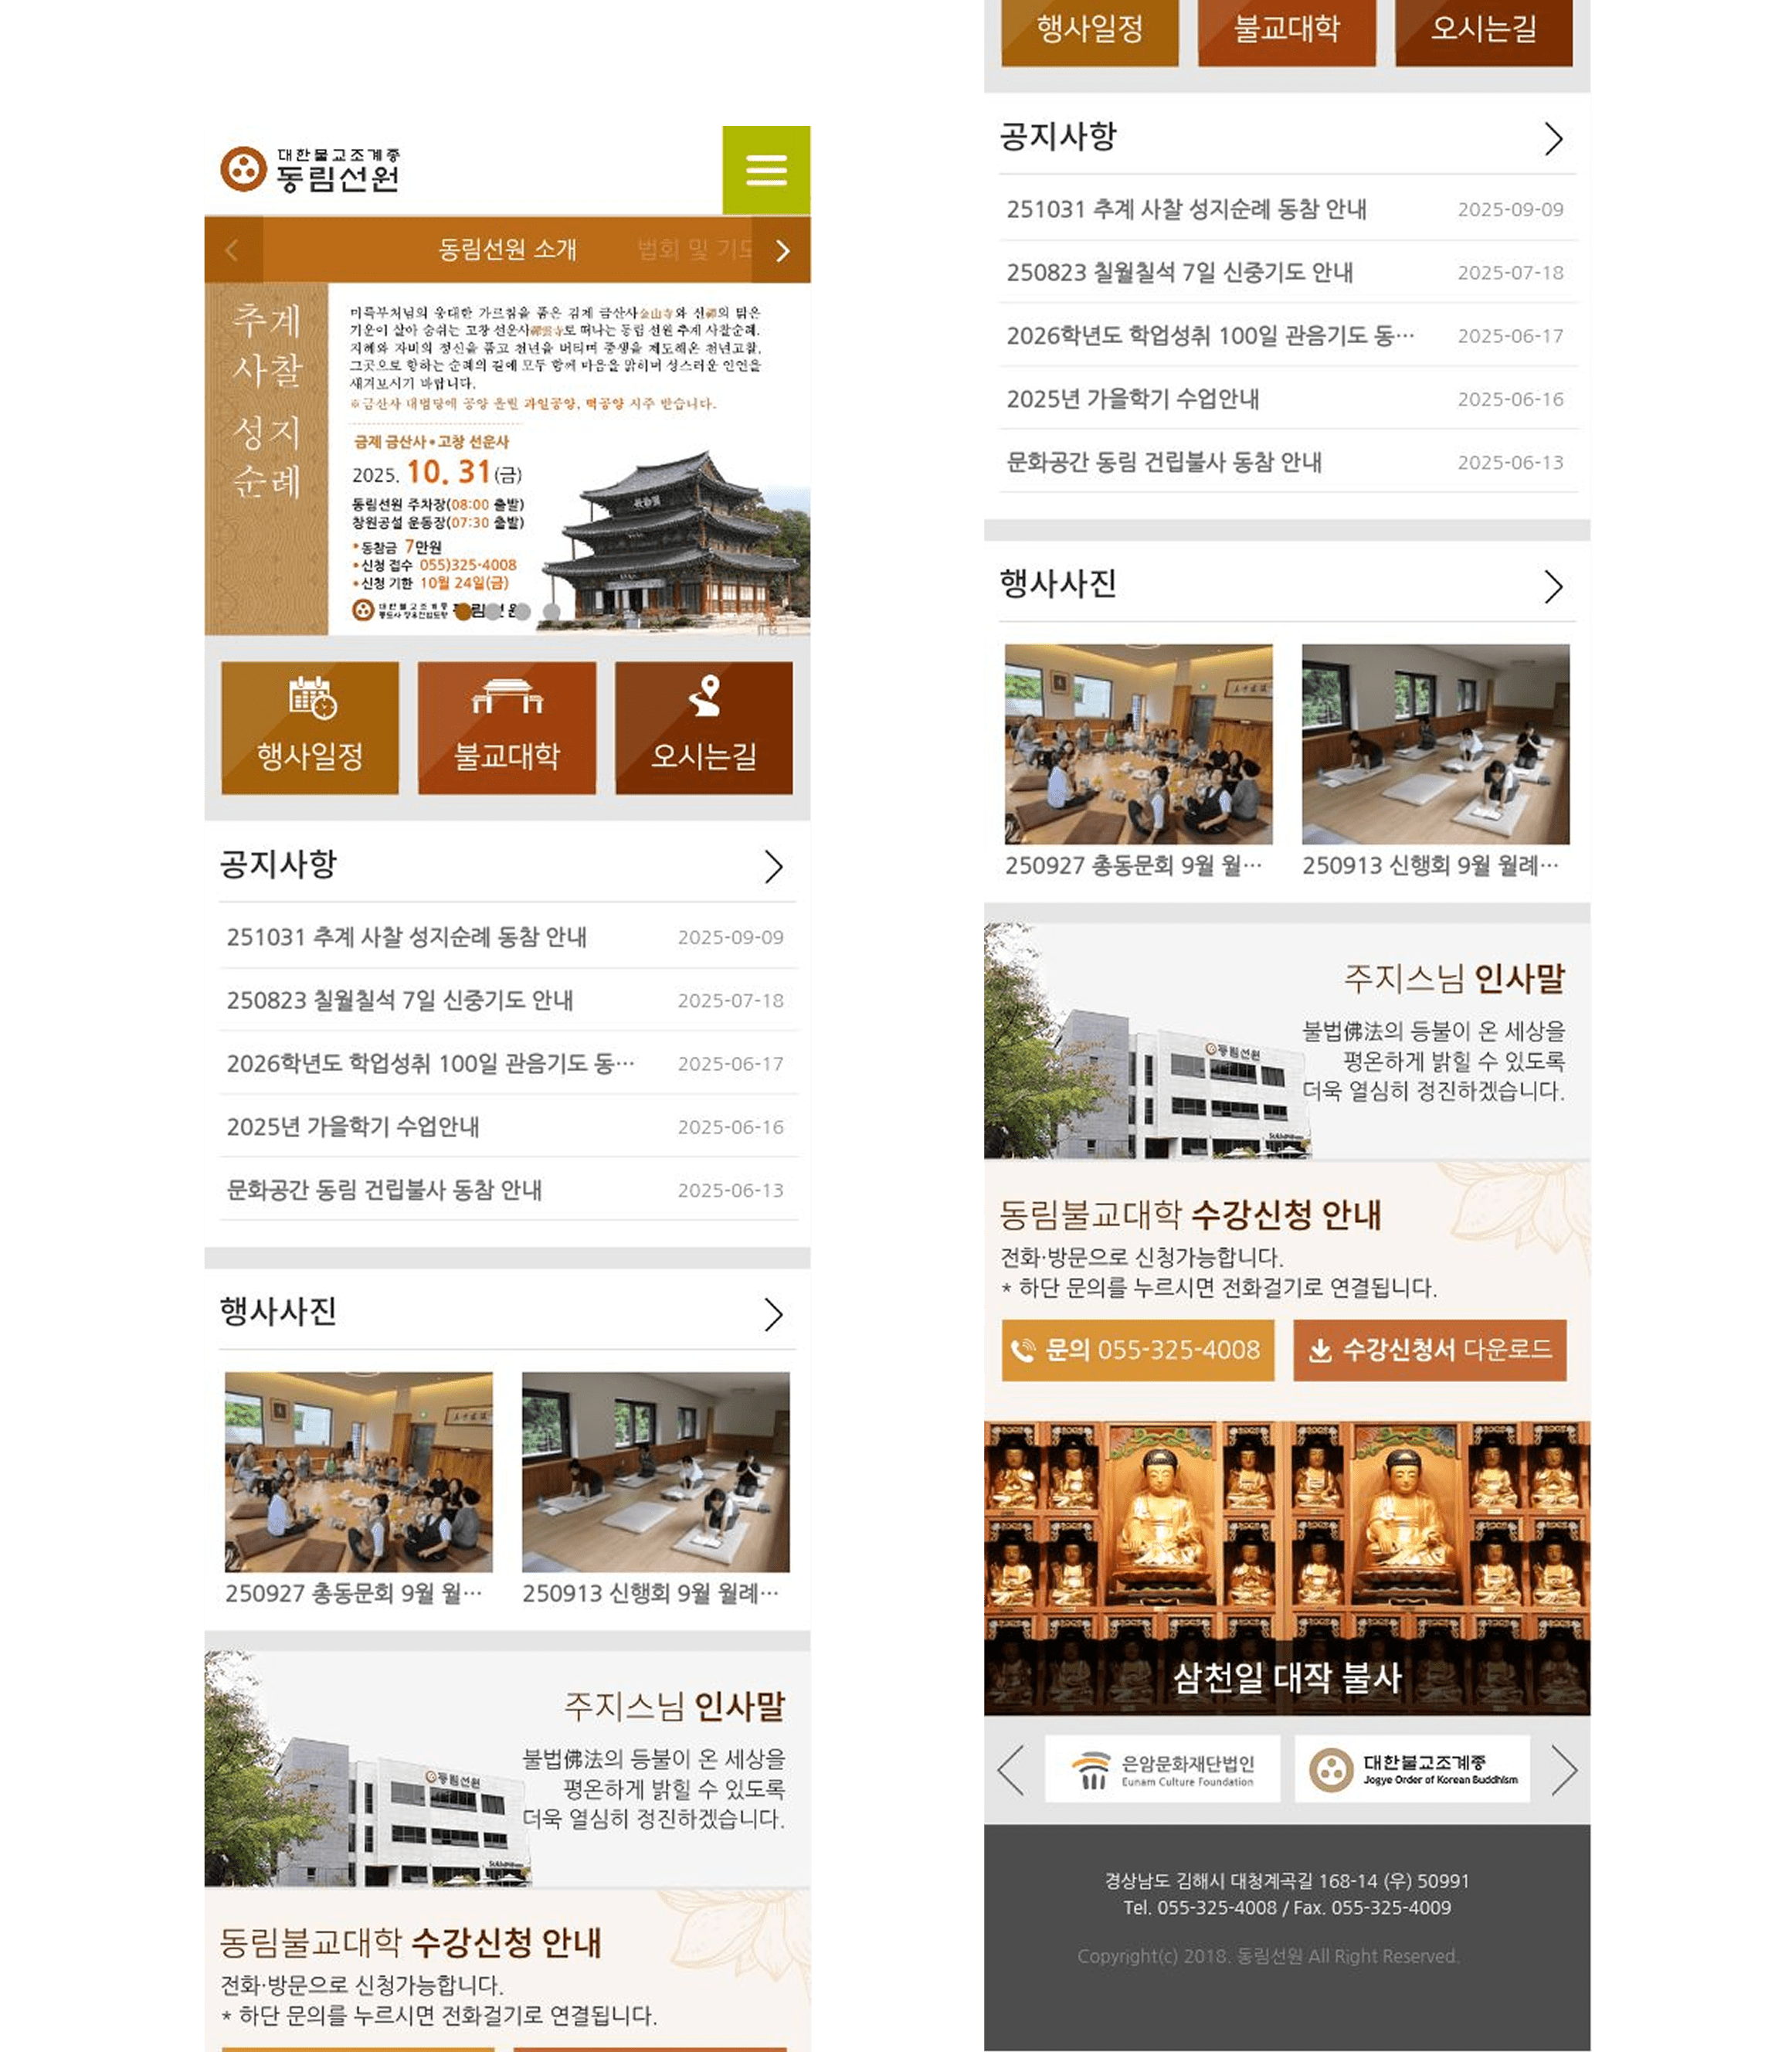 대한불교조계종
동림선원
동림선원 소개
법회 및 기도
추계
사찰
성지
순례
미륵부처님의 웅대한 가르침을 품은 김제 금산사金山寺와 신禪의 맑은
기운이 살아 숨쉬는 고창 선운사禪雲寺로 떠나는 동림 선원 추계 사찰순례.
지혜와 자비의 정신을 품고 천년을 버티며 중생을 제도해온 천년고찰,
그곳으로 향하는 순례의 길에 모두 함께 마음을 맑히며 성스러운 인연을
새겨보시기 바랍니다.
※금산사 대법당에 공양 올릴 과일공양, 떡공양 시주 받습니다.
금제 금산사•고창 선운사
2025. 10. 31(금)
동림선원 주차장(08:00 출발)
창원공설 운동장(07:30 출발)
•동참금 7만원
•신청 접수 055)325-4008
•신청 기한 10월 24일(금)
대한불교조계종
행사일정
불교대학
오시는길
공지사항
251031 추계 사찰 성지순례 동참 안내 2025-09-09
250823 칠월칠석 7일 신중기도 안내 2025-07-18
2026학년도 학업성취 100일 관음기도 동… 2025-06-17
2025년 가을학기 수업안내 2025-06-16
문화공간 동림 건립불사 동참 안내 2025-06-13
행사사진
250927 총동문회 9월 월…
250913 신행회 9월 월례…
동림선원
주지스님 인사말
불법佛法의 등불이 온 세상을
평온하게 밝힐 수 있도록
더욱 열심히 정진하겠습니다.
동림불교대학 수강신청 안내
전화·방문으로 신청가능합니다.
* 하단 문의를 누르시면 전화걸기로 연결됩니다.
행사일정
불교대학
오시는길
공지사항
251031 추계 사찰 성지순례 동참 안내 2025-09-09
250823 칠월칠석 7일 신중기도 안내 2025-07-18
2026학년도 학업성취 100일 관음기도 동… 2025-06-17
2025년 가을학기 수업안내 2025-06-16
문화공간 동림 건립불사 동참 안내 2025-06-13
행사사진
250927 총동문회 9월 월…
250913 신행회 9월 월례…
동림선원
주지스님 인사말
불법佛法의 등불이 온 세상을
평온하게 밝힐 수 있도록
더욱 열심히 정진하겠습니다.
동림불교대학 수강신청 안내
전화·방문으로 신청가능합니다.
* 하단 문의를 누르시면 전화걸기로 연결됩니다.
문의 055-325-4008
수강신청서 다운로드
삼천일 대작 불사
은암문화재단법인
Eunam Culture Foundation
대한불교조계종
Jogye Order of Korean Buddhism
경상남도 김해시 대청계곡길 168-14 (우) 50991
Tel. 055-325-4008 / Fax. 055-325-4009
Copyright(c) 2018. 동림선원 All Right Reserved.